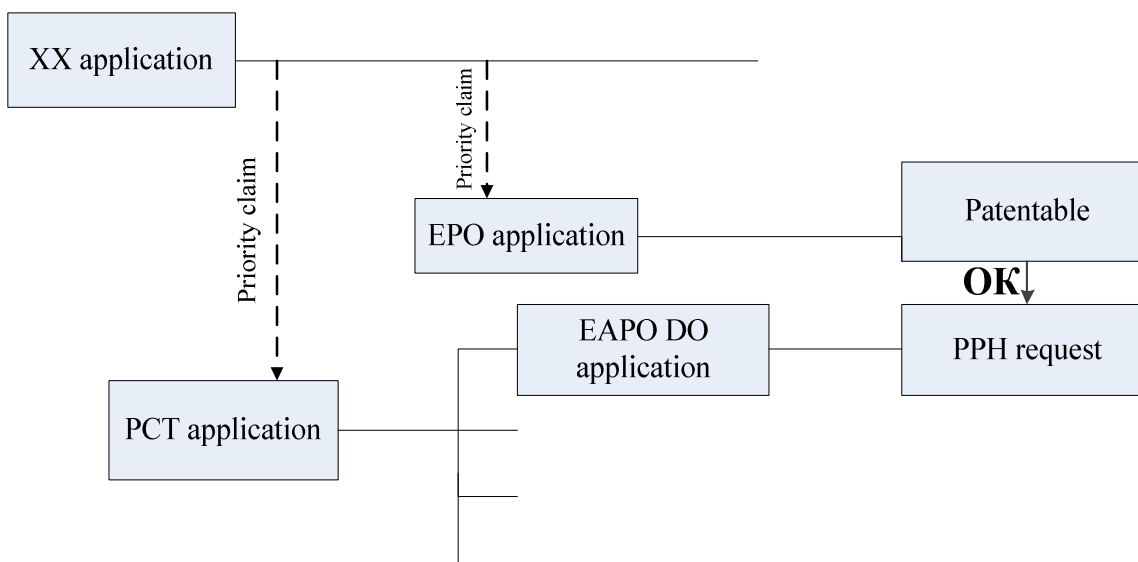 XX application
Priority claim
Priority claim
EPO application
Patentable
OK
EAPO DO
application
PPH request
PCT application